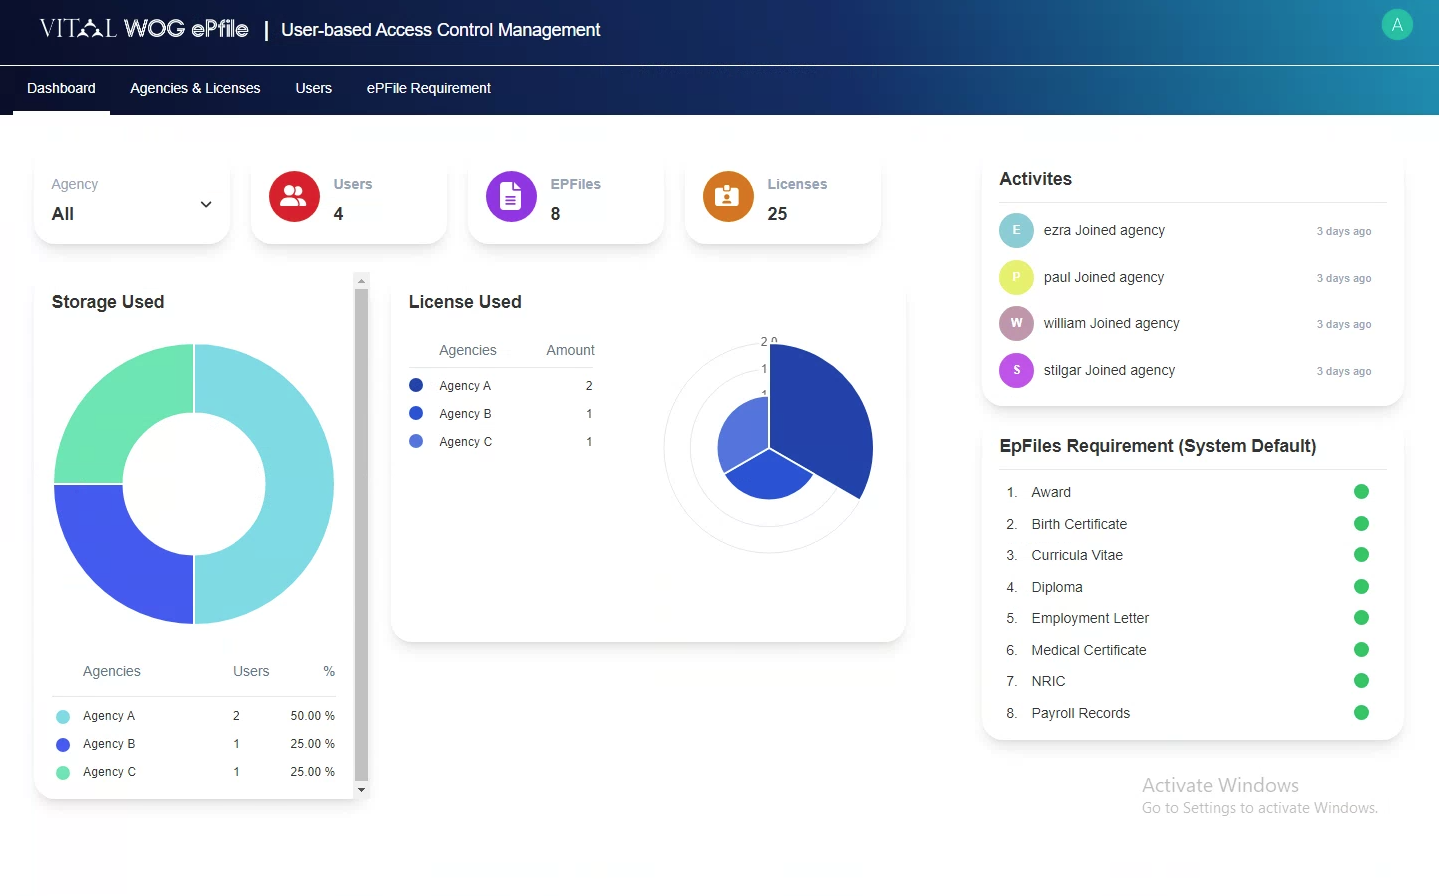 VITAL WOG ePfile | User-based Access Control Management
A
Dashboard Agencies & Licenses Users ePFile Requirement
Agency
All
Users
4
EPFiles
8
Licenses
25
Storage Used
Agencies Users %
Agency A 2 50.00 %
Agency B 1 25.00 %
Agency C 1 25.00 %
License Used
Agencies Amount
Agency A 2
Agency B 1
Agency C 1
Activites
E ezra Joined agency 3 days ago
P paul Joined agency 3 days ago
W william Joined agency 3 days ago
S stilgar Joined agency 3 days ago
EpFiles Requirement (System Default)
1. Award
2. Birth Certificate
3. Curricula Vitae
4. Diploma
5. Employment Letter
6. Medical Certificate
7. NRIC
8. Payroll Records
Activate Windows
Go to Settings to activate Windows.